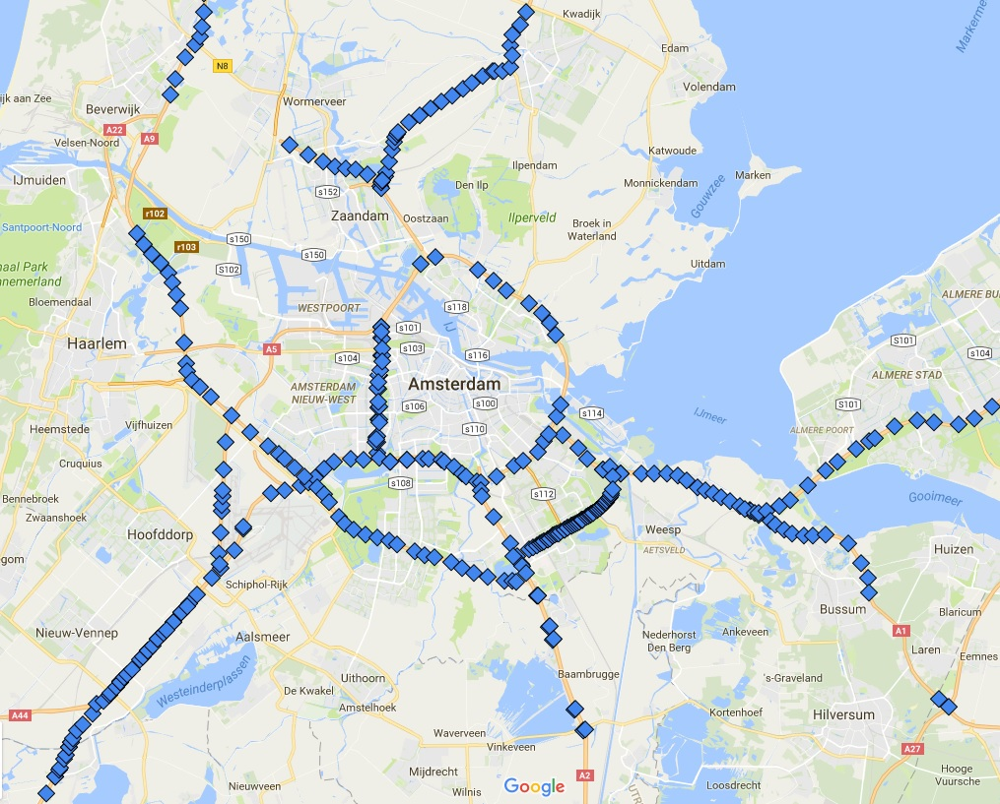 Kwadijk
Markerme
Edam
N8
Volendam
ijk aan Zee
Wormerveer
Beverwijk
A22
A9
Velsen-Noord
Katwoude
Ilpendam
Marken
IJmuiden
Den Ilp
Monnickendam
s152
Gouwzee
r102
Zaandam
Oostzaan
Ilperveld
Santpoort-Noord
Broek in
Waterland
s150
r103
s150
Uitdam
S102
aal Park
nnemerland
Bloemendaal
WESTPOORT
s118
ALMERE BU
IJ
s101
Haarlem
A5
s103
S101
s104
s116
s104
ALMERE STAD
AMSTERDAM
NIEUW-WEST
Amsterdam
s106
s100
S101
s114
IJmeer
Heemstede
Vijfhuizen
s110
ALMERE POORT
Cruquius
s108
s112
Bennebroek
Gooimeer
Zwaanshoek
Hoofddorp
Weesp
AETSVELD
Huizen
gom
Schiphol-Rijk
Bussum
Blaricum
Nieuw-Vennep
Aalsmeer
Nederhorst
Den Berg
Ankeveen
A1
Laren
Eemnes
Westeinderplassen
Uithoorn
Baambrugge
's-Graveland
De Kwakel
Amstelhoek
Kortenhoef
Hilversum
A44
Waverveen
Vinkeveen
A27
Mijdrecht
A2
Hooge
Vuursche
Nieuwveen
Google
Wilnis
UTR
Loosdrecht